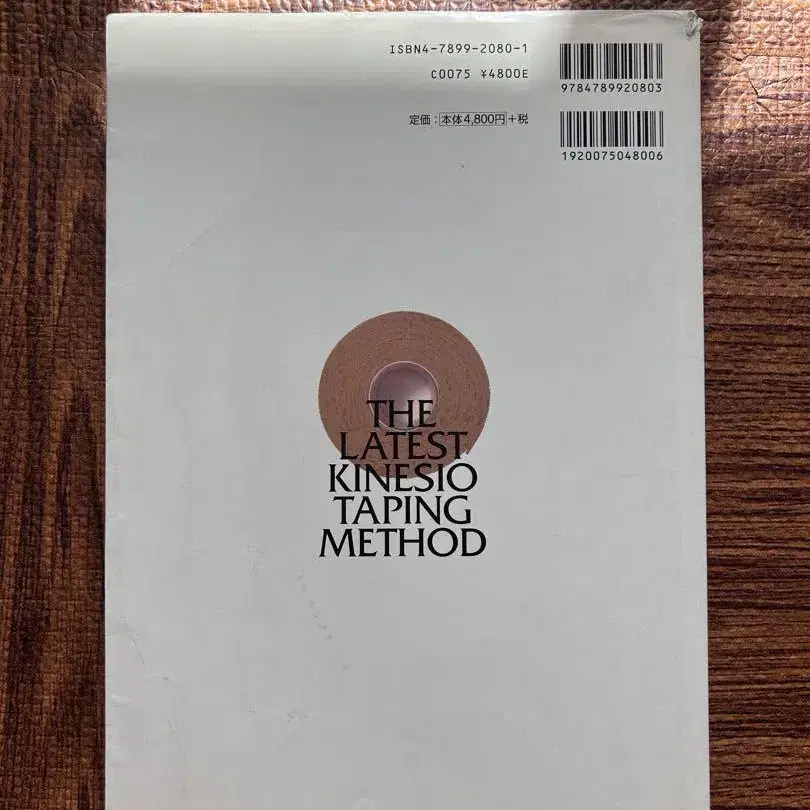 ISBN4-7899-2080-1
C0075 ¥4800E
9784789920803
定価：本体4,800円+税
1920075048006
THE
LATEST
KINESIO
TAPING
METHOD